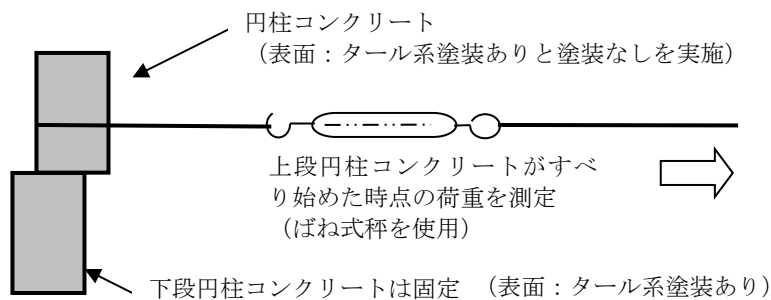 円柱コンクリート
（表面：タール系塗装ありと塗装なしを実施）
上段円柱コンクリートがすべ
り始めた時点の荷重を測定
（ばね式秤を使用）
下段円柱コンクリートは固定　（表面：タール系塗装あり）